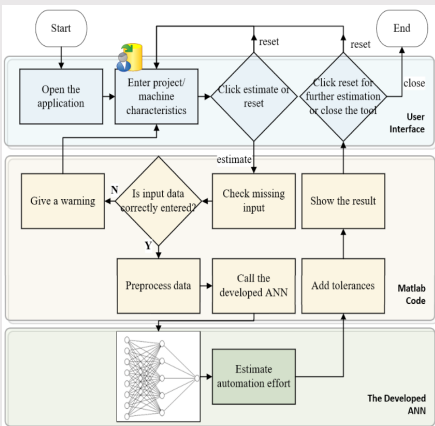 Start
End
reset
reset
Open the
application
Enter project/
machine
characteristics
Click estimate or
reset
Click reset for
further estimation
or close the tool
close
User
Interface
estimate
Give a warning
N
Is input data
correctly entered?
Check missing
input
Show the result
Y
Preprocess data
Call the
developed ANN
Add tolerances
Matlab
Code
Estimate
automation effort
The Developed
ANN